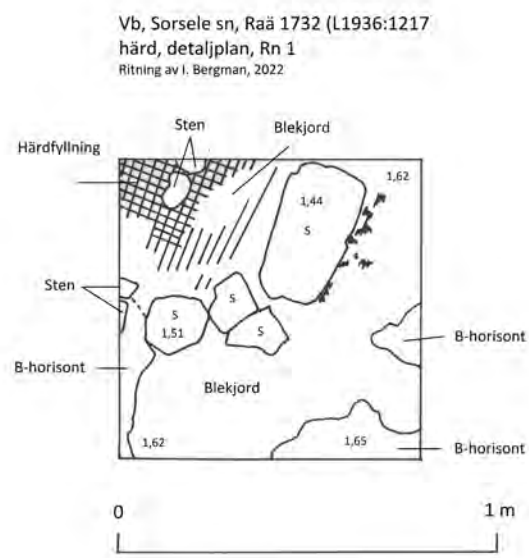 Vb, Sorsele sn, Raä 1732 (L1936:1217
härd, detaljplan, Rn 1
Ritning av I. Bergman, 2022
Sten
Blekjord
Härdfyllning
1,62
1,44
S
Sten
S
S
1,51
S
B-horisont
B-horisont
Blekjord
1,62
1,65
B-horisont
0
1 m